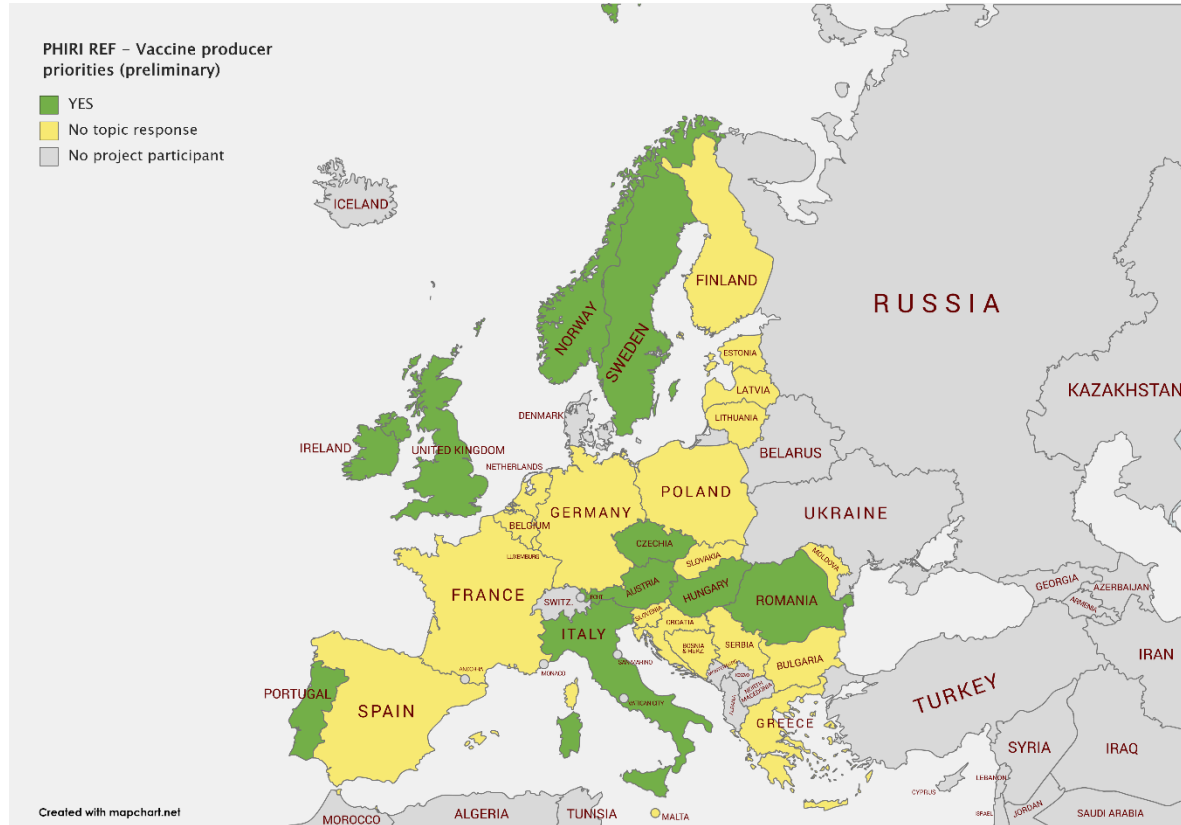 PHIRI REF – Vaccine producer
priorities (preliminary)
YES
No topic response
No project participant
ICELAND
FINLAND
RUSSIA
NORWAY
SWEDEN
ESTONIA
LATVIA
LITHUANIA
KAZAKHSTAN
DENMARK
IRELAND
UNITED KINGDOM
BELARUS
NETHERLANDS
POLAND
GERMANY
UKRAINE
BELGIUM
LUXEMBURG
CZECHIA
SLOVAKIA
MOLDOVA
FRANCE
SWITZ.
AUSTRIA
HUNGARY
ROMANIA
GEORGIA
AZERBAIJAN
ARMENIA
ITALY
SLOVENIA
CROATIA
BOSNIA
& HERZ.
SERBIA
BULGARIA
SAN MARINO
MONACO
ANDORRA
KOSOVO
NORTH
MACEDONIA
ALBANIA
IRAN
PORTUGAL
SPAIN
VATICAN CITY
TURKEY
GREECE
SYRIA
IRAQ
LEBANON
CYPRUS
ISRAEL
JORDAN
SAUDI ARABIA
Created with mapchart.net
MOROCCO
ALGERIA
TUNISIA
MALTA